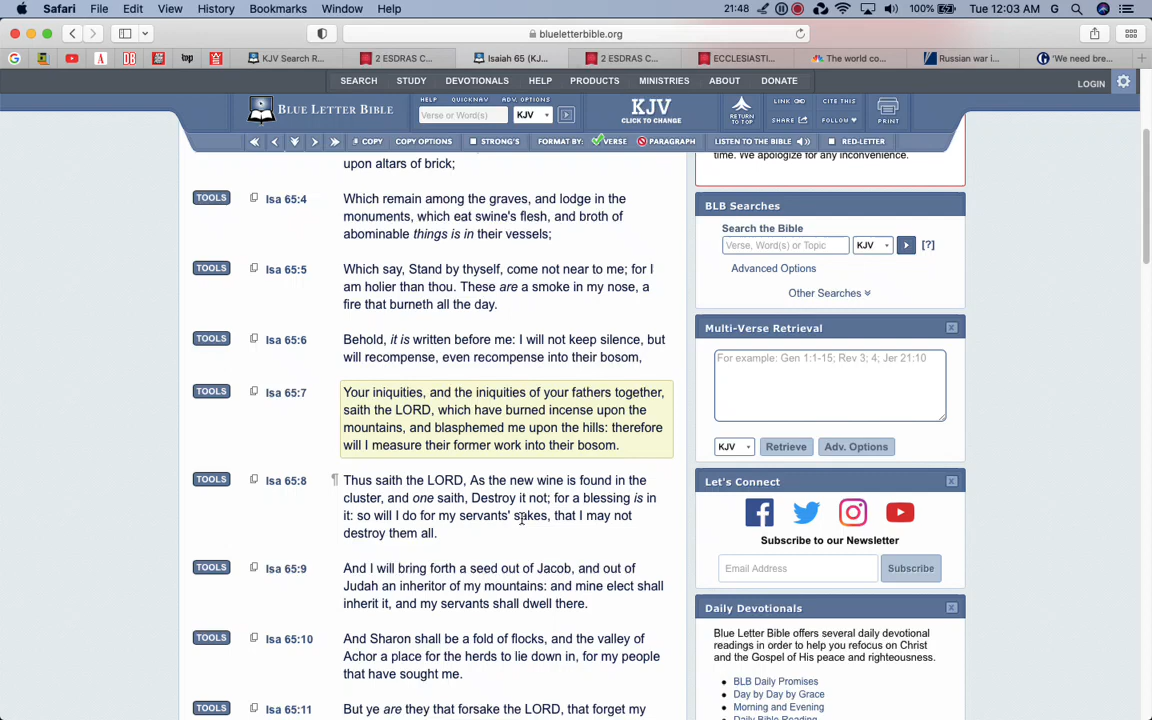 Safari File Edit View History Bookmarks Window Help 21:48 100% Tue 12:03 AM G
blueletterbible.org
KJV Search R... 2 ESDRAS C... Isaiah 65 (KJ... 2 ESDRAS C... ECCLESIASTI... The world co... Russian war i... 'We need bre...
SEARCH STUDY DEVOTIONALS HELP PRODUCTS MINISTRIES ABOUT DONATE LOGIN
BLUE LETTER BIBLE
HELP QUICKNAV ADV. OPTIONS
Verse or Word(s) KJV
KJV
CLICK TO CHANGE
RETURN TO TOP
LINK CITE THIS
SHARE FOLLOW
PRINT
COPY COPY OPTIONS STRONG'S FORMAT BY: VERSE PARAGRAPH LISTEN TO THE BIBLE RED-LETTER
upon altars of brick;
TOOLS Isa 65:4 Which remain among the graves, and lodge in the
monuments, which eat swine's flesh, and broth of
abominable things is in their vessels;
TOOLS Isa 65:5 Which say, Stand by thyself, come not near to me; for I
am holier than thou. These are a smoke in my nose, a
fire that burneth all the day.
TOOLS Isa 65:6 Behold, it is written before me: I will not keep silence, but
will recompense, even recompense into their bosom,
TOOLS Isa 65:7 Your iniquities, and the iniquities of your fathers together,
saith the LORD, which have burned incense upon the
mountains, and blasphemed me upon the hills: therefore
will I measure their former work into their bosom.
TOOLS Isa 65:8 ¶ Thus saith the LORD, As the new wine is found in the
cluster, and one saith, Destroy it not; for a blessing is in
it: so will I do for my servants' sakes, that I may not
destroy them all.
TOOLS Isa 65:9 And I will bring forth a seed out of Jacob, and out of
Judah an inheritor of my mountains: and mine elect shall
inherit it, and my servants shall dwell there.
TOOLS Isa 65:10 And Sharon shall be a fold of flocks, and the valley of
Achor a place for the herds to lie down in, for my people
that have sought me.
TOOLS Isa 65:11 But ye are they that forsake the LORD, that forget my
time. We apologize for any inconvenience.
BLB Searches
Search the Bible
Verse, Word(s) or Topic KJV [?]
Advanced Options
Other Searches
Multi-Verse Retrieval
For example: Gen 1:1-15; Rev 3; 4; Jer 21:10
KJV Retrieve Adv. Options
Let's Connect
Subscribe to our Newsletter
Email Address Subscribe
Daily Devotionals
Blue Letter Bible offers several daily devotional
readings in order to help you refocus on Christ
and the Gospel of His peace and righteousness.
BLB Daily Promises
Day by Day by Grace
Morning and Evening
Daily Bible Reading